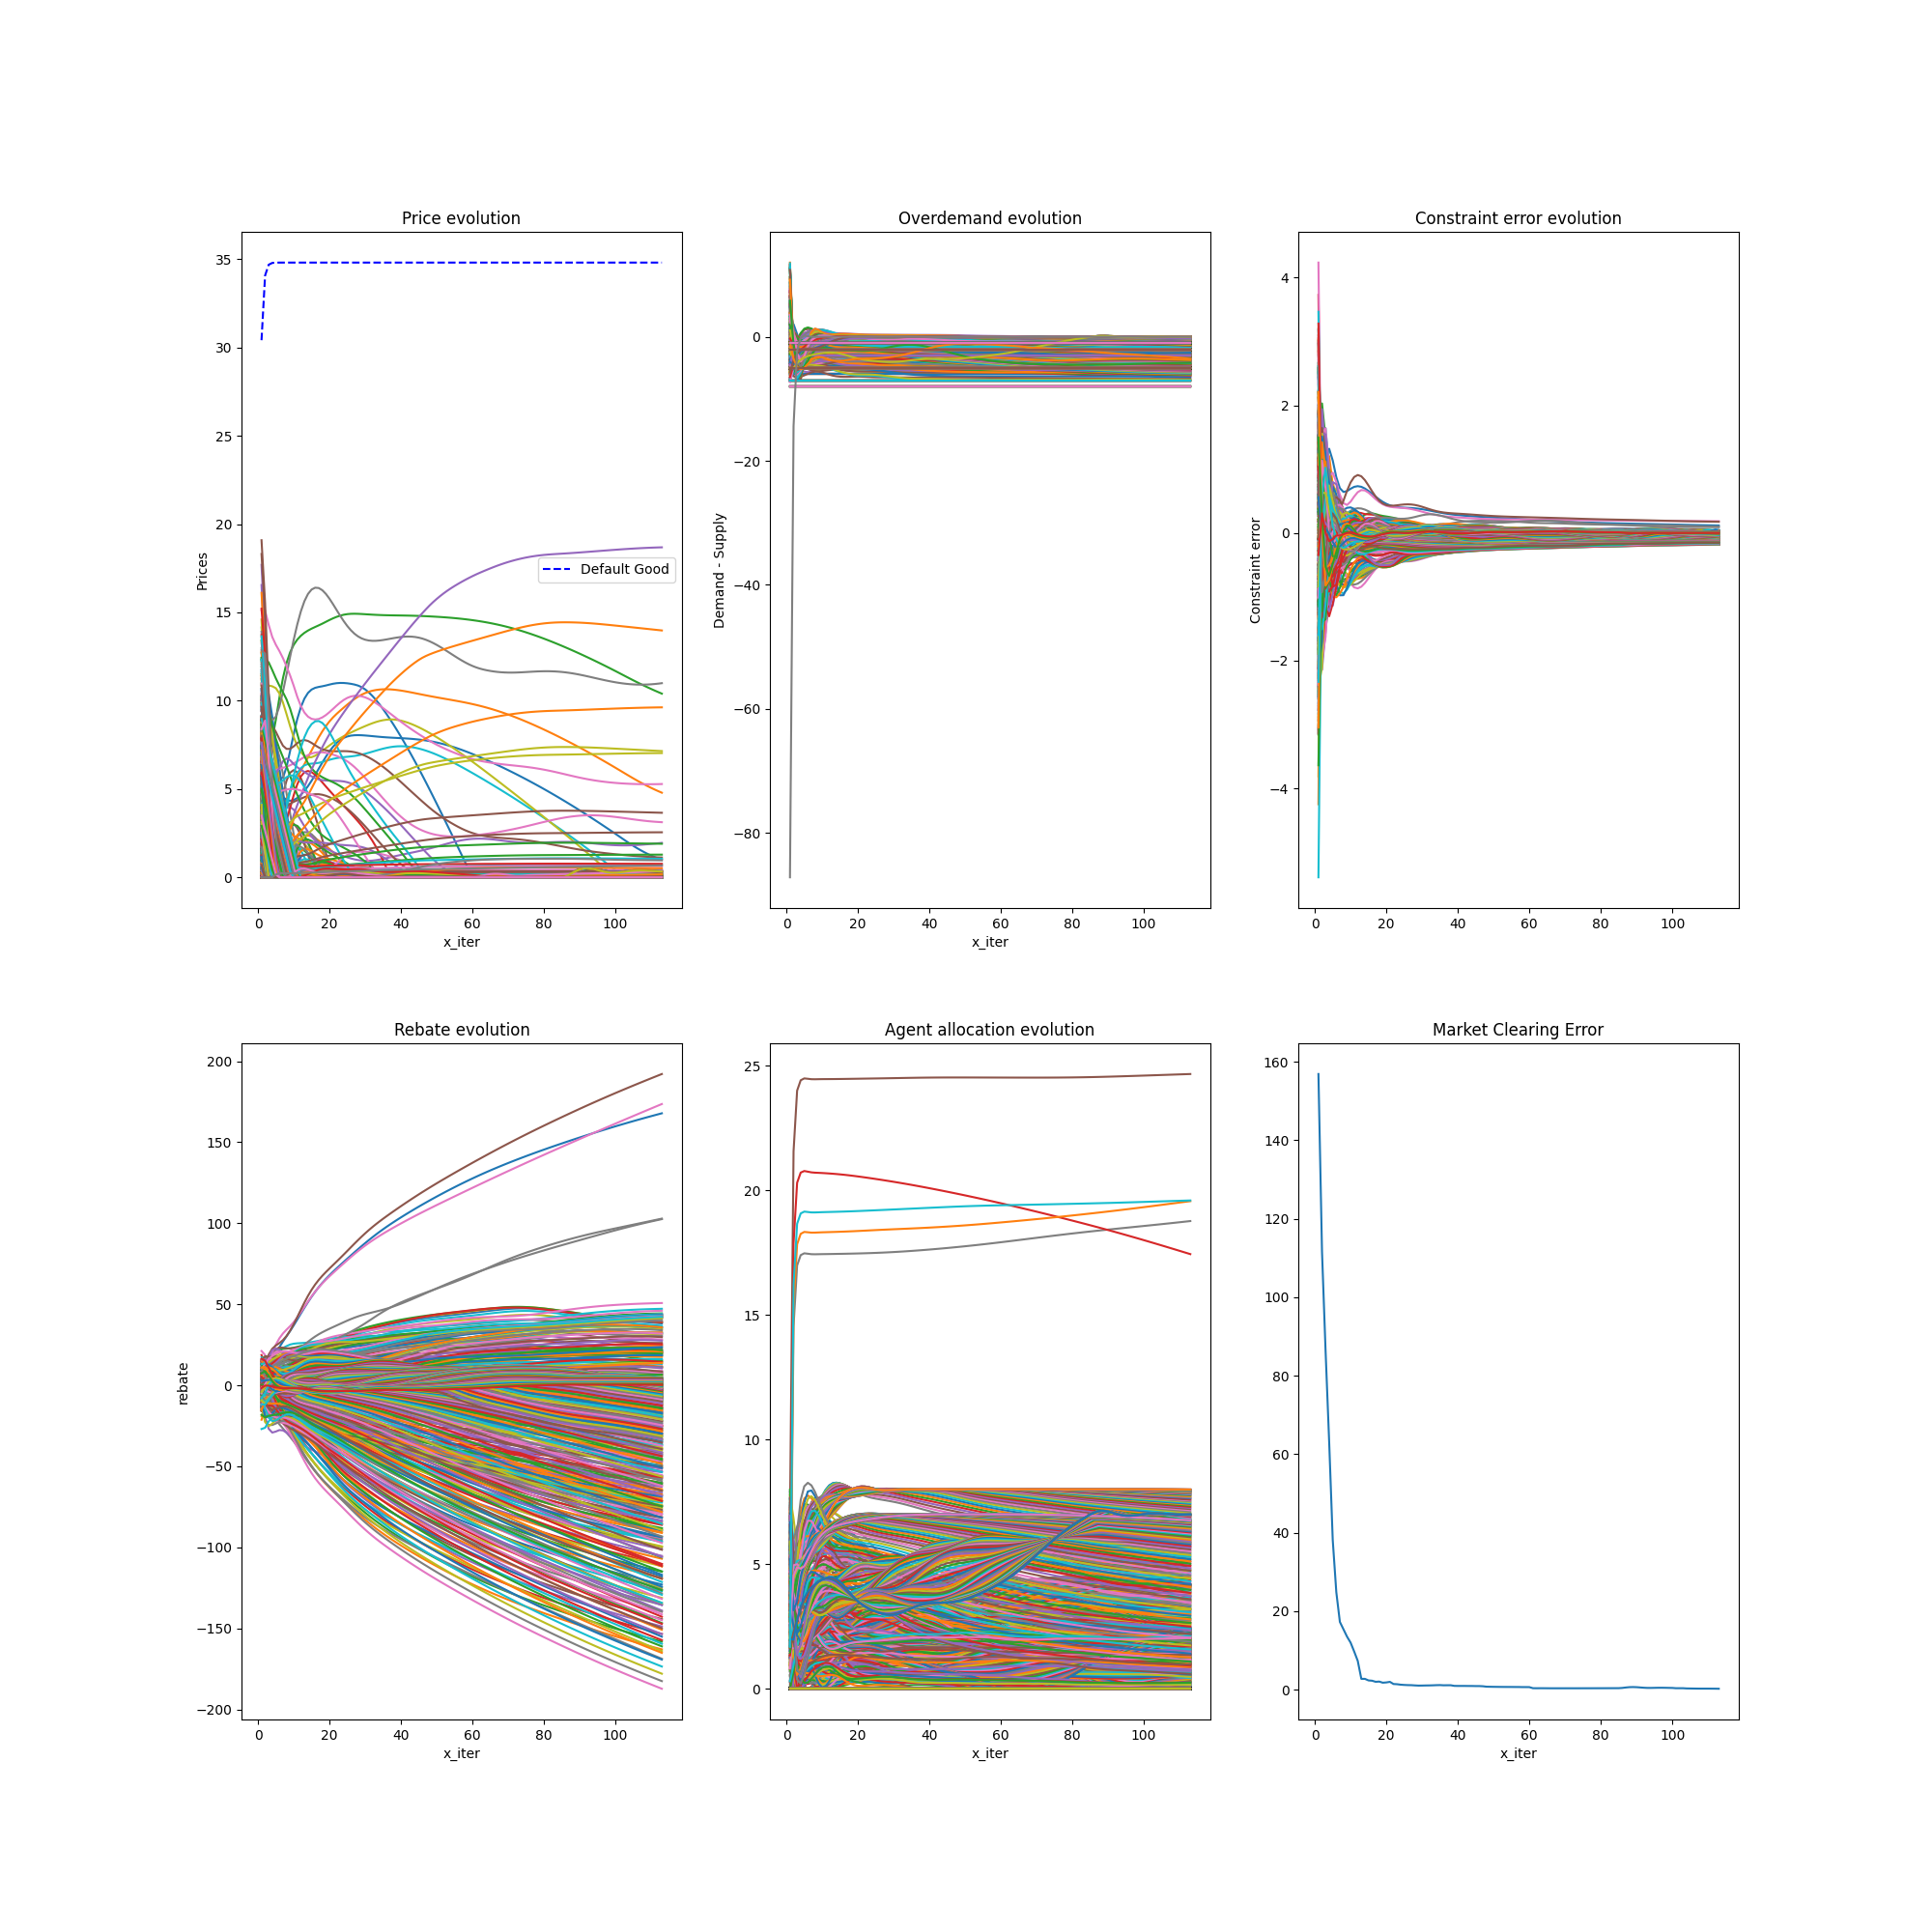 Price evolution
Overdemand evolution
Constraint error evolution
35
30
25
20
15
10
5
0
Prices
Default Good
0 20 40 60 80 100
x_iter
0
−20
−40
−60
−80
Demand - Supply
0 20 40 60 80 100
x_iter
4
2
0
−2
−4
Constraint error
0 20 40 60 80 100
Rebate evolution
Agent allocation evolution
Market Clearing Error
200
150
100
50
0
−50
−100
−150
−200
rebate
0 20 40 60 80 100
x_iter
25
20
15
10
5
0
0 20 40 60 80 100
x_iter
160
140
120
100
80
60
40
20
0
0 20 40 60 80 100
x_iter